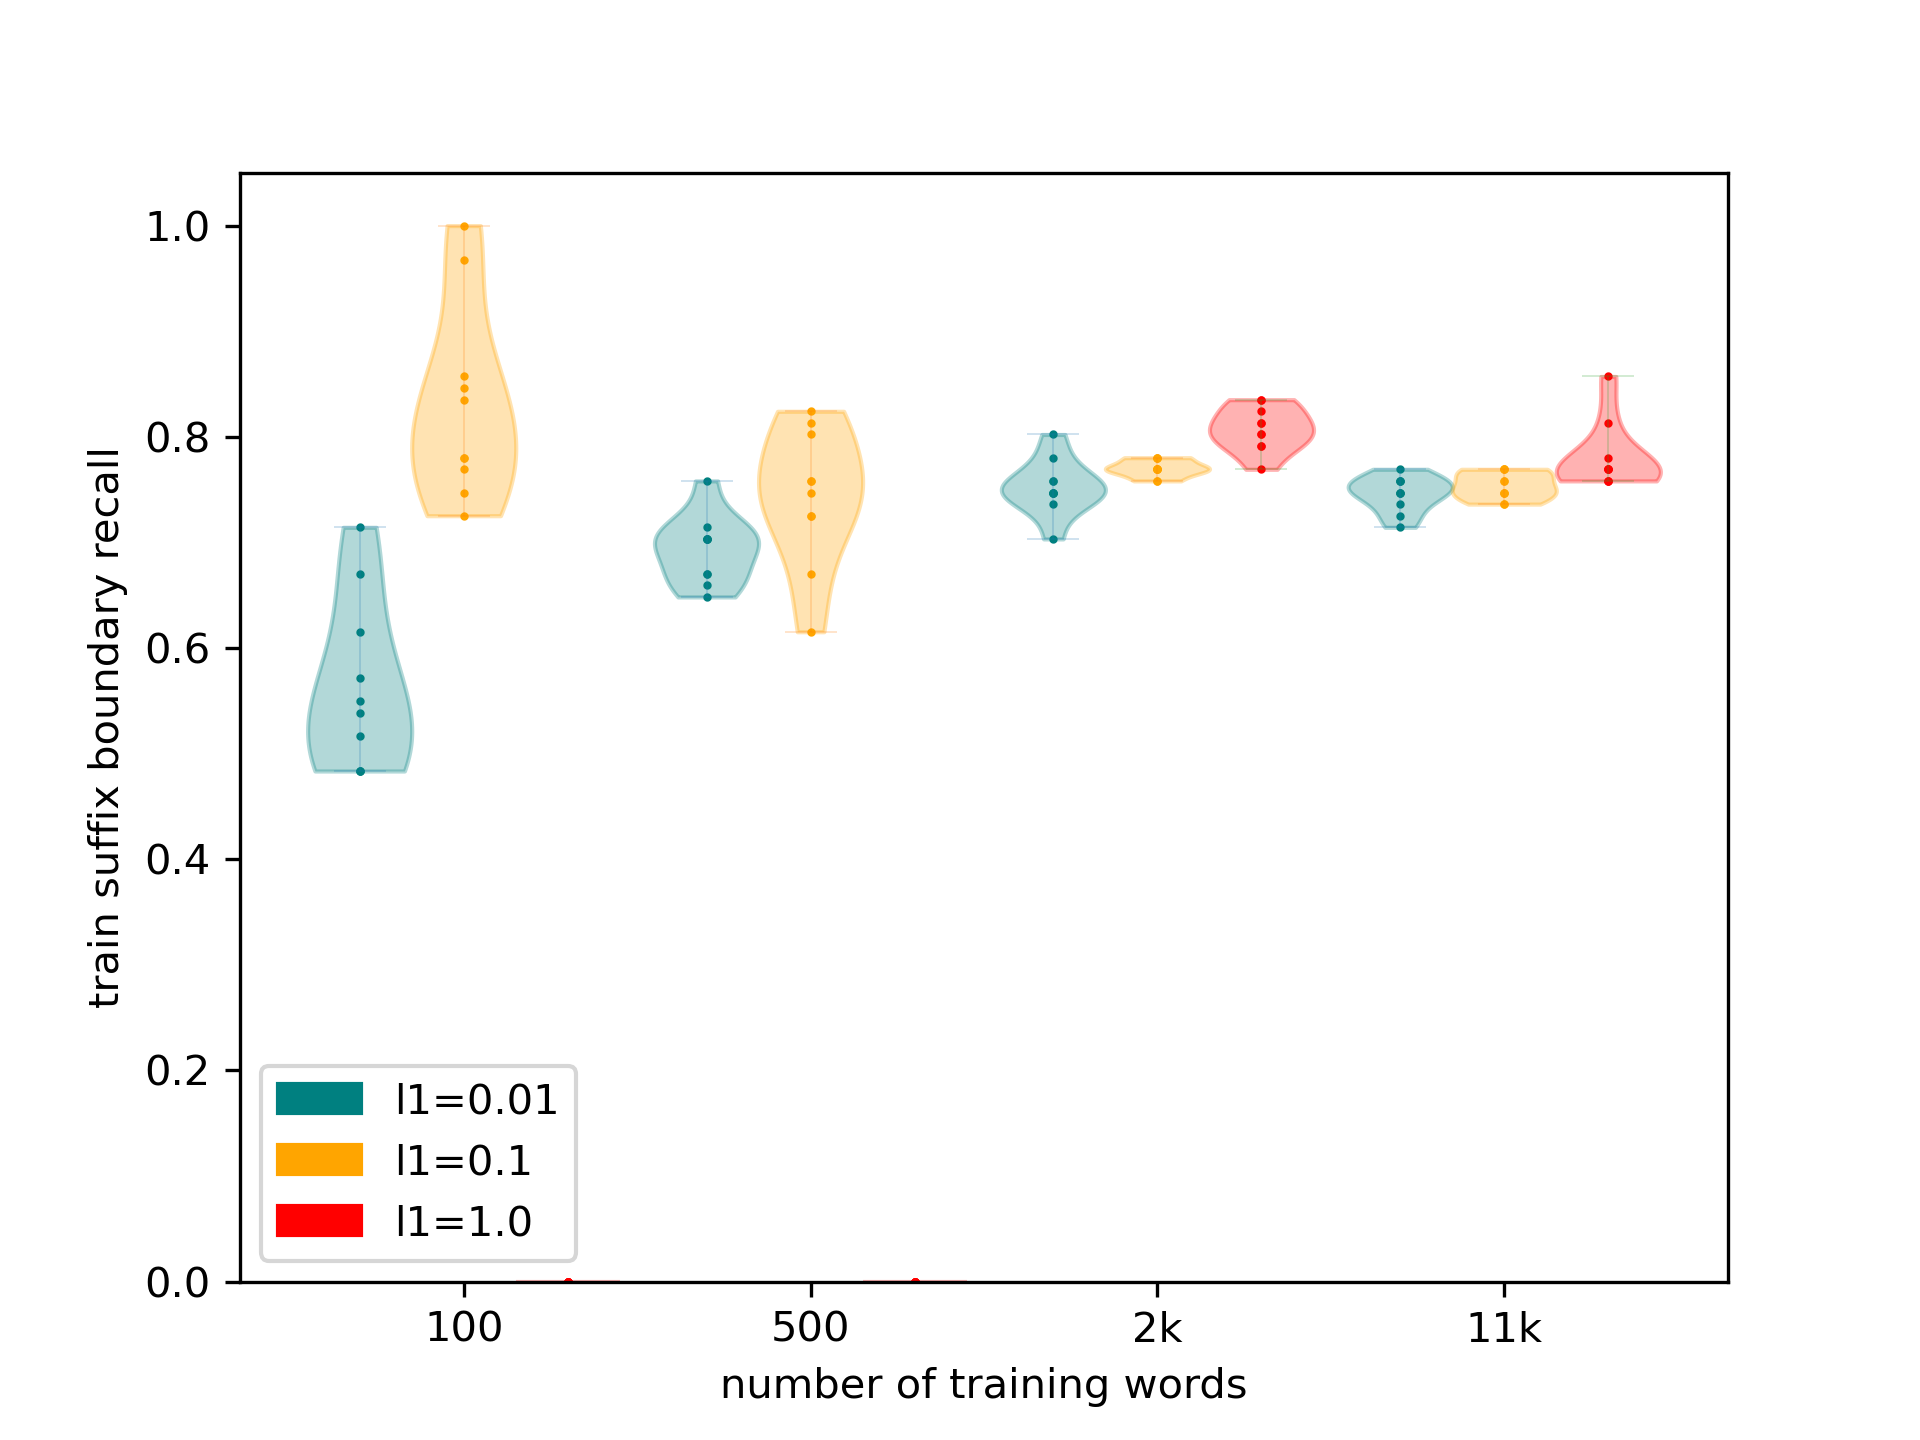 1.0
0.8
0.6
0.4
0.2
0.0
train suffix boundary recall
l1=0.01
l1=0.1
l1=1.0
100 500 2k 11k
number of training words